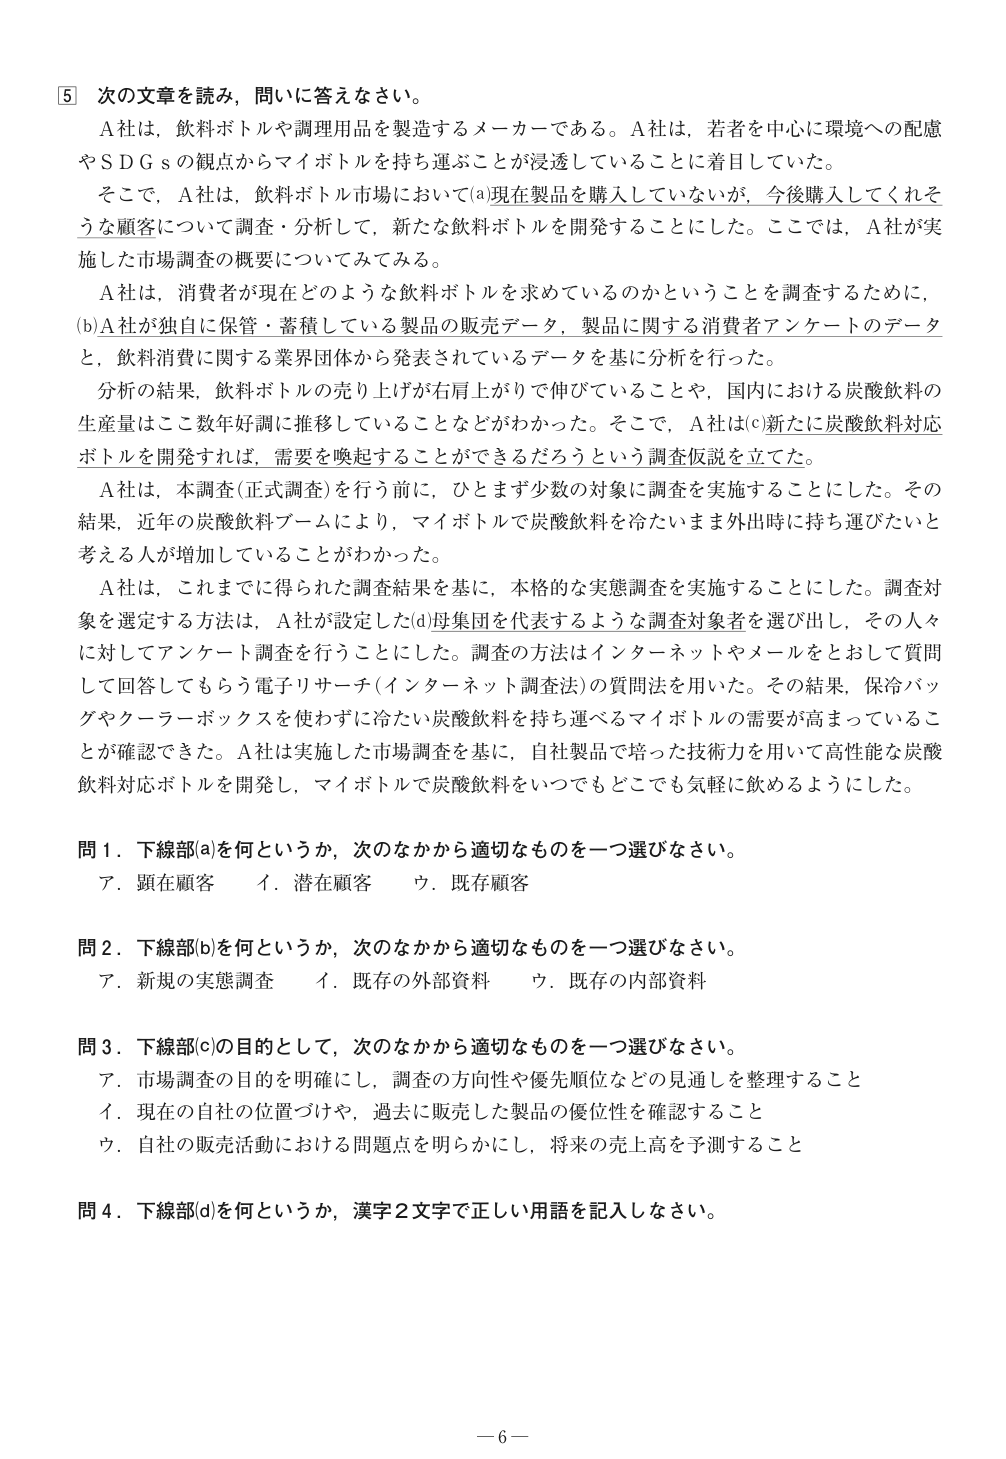 5 次の文章を読み，問いに答えなさい。
A社は，飲料ボトルや調理用品を製造するメーカーである。A社は，若者を中心に環境への配慮
やＳＤＧｓの観点からマイボトルを持ち運ぶことが浸透していることに着目していた。
そこで，A社は，飲料ボトル市場において(a)現在製品を購入していないが，今後購入してくれそ
うな顧客について調査・分析して，新たな飲料ボトルを開発することにした。ここでは，A社が実
施した市場調査の概要についてみてみる。
A社は，消費者が現在どのような飲料ボトルを求めているのかということを調査するために，
(b)A社が独自に保管・蓄積している製品の販売データ，製品に関する消費者アンケートのデータ
と，飲料消費に関する業界団体から発表されているデータを基に分析を行った。
分析の結果，飲料ボトルの売り上げが右肩上がりで伸びていることや，国内における炭酸飲料の
生産量はここ数年好調に推移していることなどがわかった。そこで，A社は(c)新たに炭酸飲料対応
ボトルを開発すれば，需要を喚起することができるだろうという調査仮説を立てた。
A社は，本調査(正式調査)を行う前に，ひとまず少数の対象に調査を実施することにした。その
結果，近年の炭酸飲料ブームにより，マイボトルで炭酸飲料を冷たいまま外出時に持ち運びたいと
考える人が増加していることがわかった。
A社は，これまでに得られた調査結果を基に，本格的な実態調査を実施することにした。調査対
象を選定する方法は，A社が設定した(d)母集団を代表するような調査対象者を選び出し，その人々
に対してアンケート調査を行うことにした。調査の方法はインターネットやメールをとおして質問
して回答してもらう電子リサーチ(インターネット調査法)の質問法を用いた。その結果，保冷バッ
グやクーラーボックスを使わずに冷たい炭酸飲料を持ち運べるマイボトルの需要が高まっているこ
とが確認できた。A社は実施した市場調査を基に，自社製品で培った技術力を用いて高性能な炭酸
飲料対応ボトルを開発し，マイボトルで炭酸飲料をいつでもどこでも気軽に飲めるようにした。
問1．下線部(a)を何というか，次のなかから適切なものを一つ選びなさい。
ア．顕在顧客　　イ．潜在顧客　　ウ．既存顧客
問2．下線部(b)を何というか，次のなかから適切なものを一つ選びなさい。
ア．新規の実態調査　　イ．既存の外部資料　　ウ．既存の内部資料
問3．下線部(c)の目的として，次のなかから適切なものを一つ選びなさい。
ア．市場調査の目的を明確にし，調査の方向性や優先順位などの見通しを整理すること
イ．現在の自社の位置づけや，過去に販売した製品の優位性を確認すること
ウ．自社の販売活動における問題点を明らかにし，将来の売上高を予測すること
問4．下線部(d)を何というか，漢字２文字で正しい用語を記入しなさい。
― 6 ―